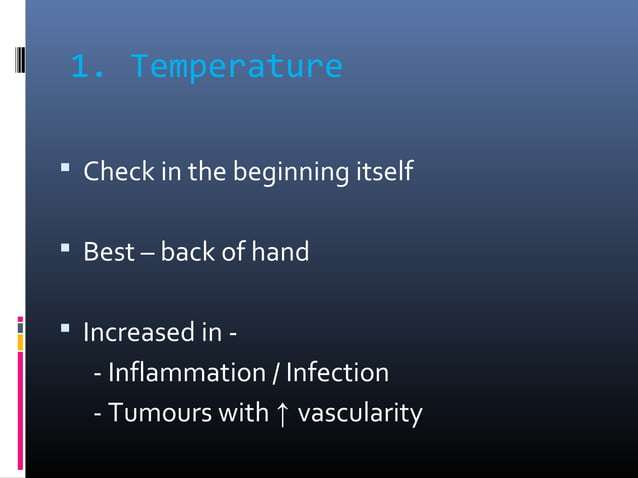 1. Temperature
▪ Check in the beginning itself
▪ Best – back of hand
▪ Increased in -
- Inflammation / Infection
- Tumours with ↑ vascularity